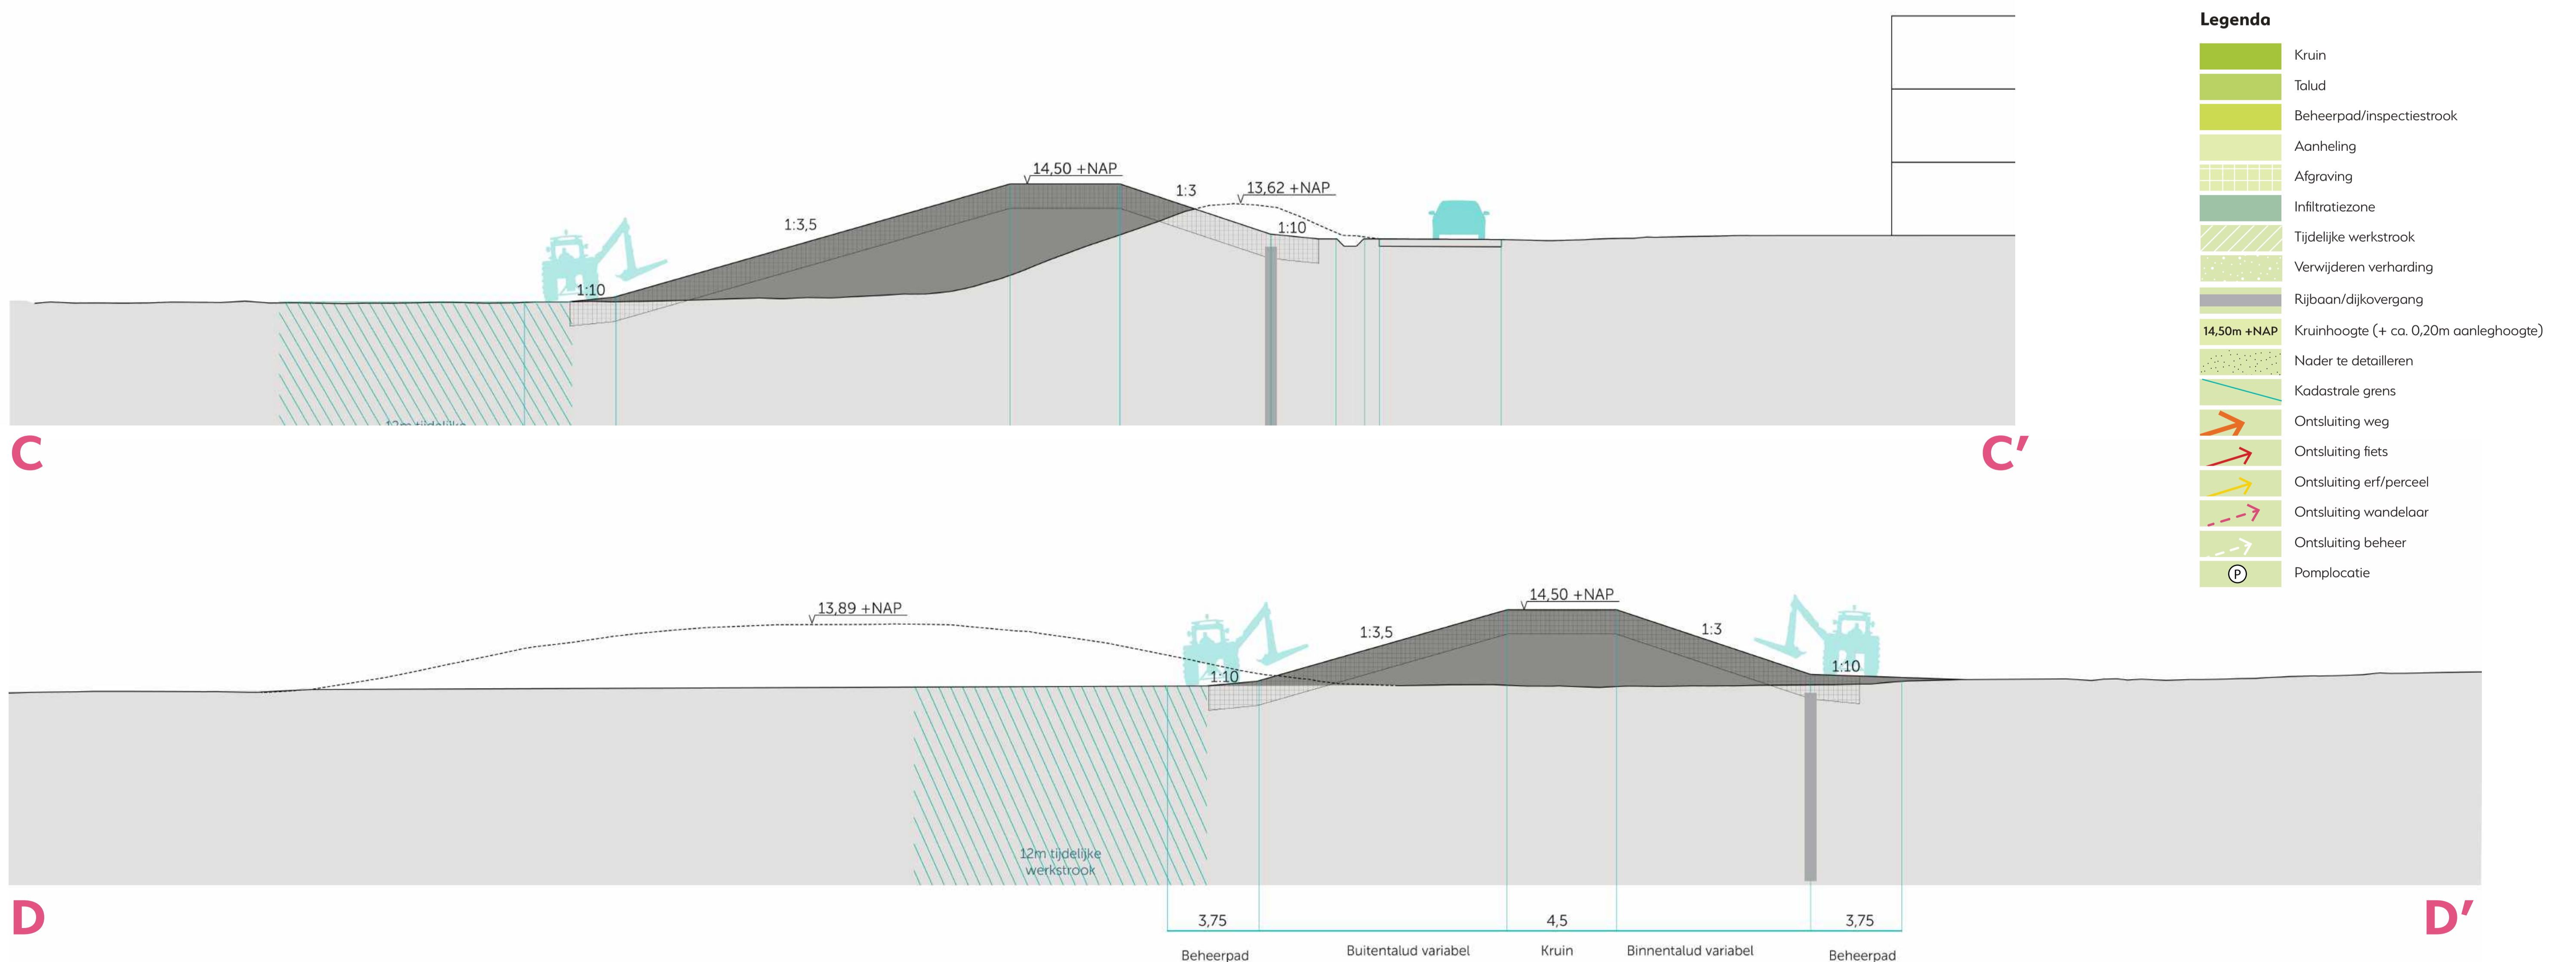 14,50 +NAP
1:3
13,62 +NAP
1:3,5
1:10
1:10
12m tijdelijke
C
C'
13,89 +NAP
14,50 +NAP
1:3,5
1:3
1:10
1:10
12m tijdelijke
werkstrook
D
D'
3,75
4,5
3,75
Beheerpad
Buitentalud variabel
Kruin
Binnentalud variabel
Beheerpad
Legenda
Kruin
Talud
Beheerpad/inspectiestrook
Aanheling
Afgraving
Infiltratiezone
Tijdelijke werkstrook
Verwijderen verharding
Rijbaan/dijkovergang
14,50m +NAP Kruinhoogte (+ ca. 0,20m aanleghoogte)
Nader te detailleren
Kadastrale grens
Ontsluiting weg
Ontsluiting fiets
Ontsluiting erf/perceel
Ontsluiting wandelaar
Ontsluiting beheer
P Pomplocatie